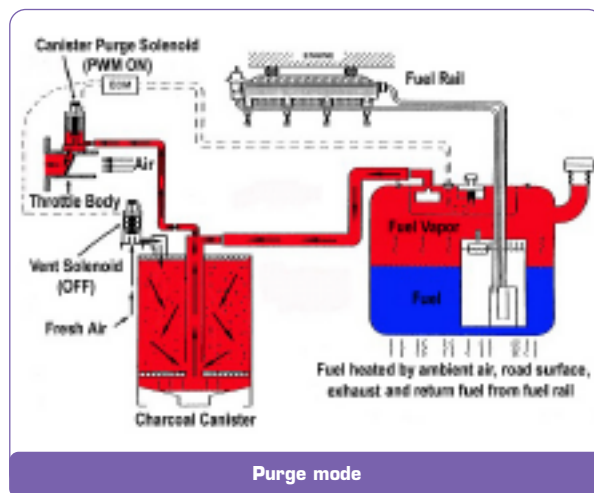 Canister Purge Solenoid
(PWM ON)
ECM
ENGINE
Fuel Rail
Air
Throttle Body
Vent Solenoid
(OFF)
Fresh Air
Charcoal Canister
Fuel Vapor
Fuel
Fuel heated by ambient air, road surface,
exhaust and return fuel from fuel rail
Purge mode